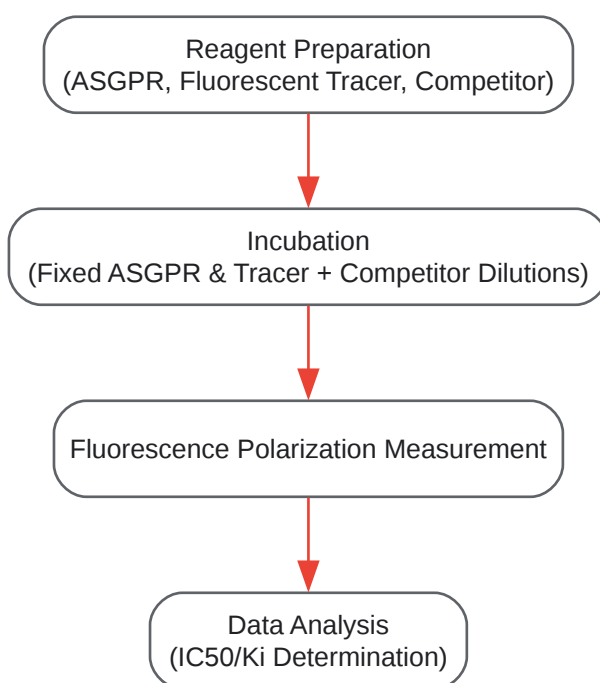 Reagent Preparation
(ASGPR, Fluorescent Tracer, Competitor)
Incubation
(Fixed ASGPR & Tracer + Competitor Dilutions)
Fluorescence Polarization Measurement
Data Analysis
(IC50/Ki Determination)